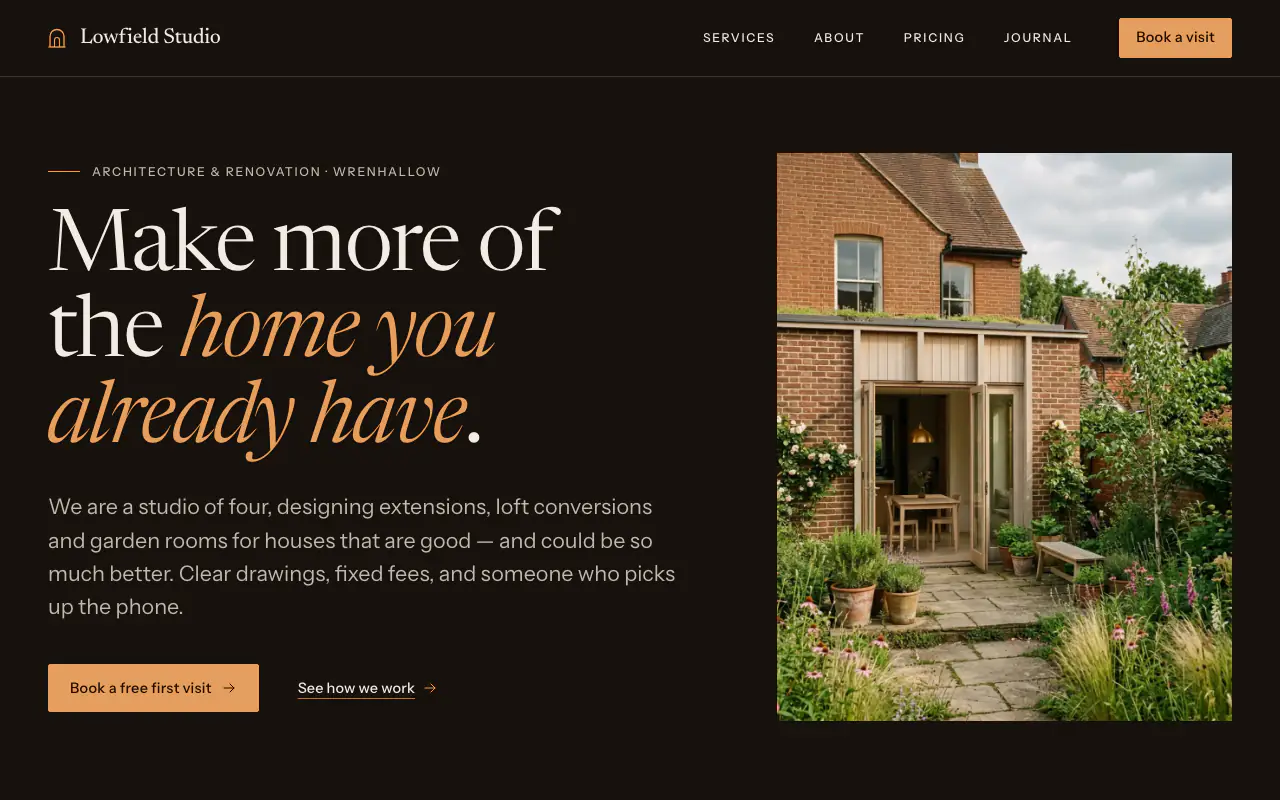 Lowfield Studio
SERVICES
ABOUT
PRICING
JOURNAL
Book a visit
ARCHITECTURE & RENOVATION · WRENHALLOW
Make more of
the home you
already have.
We are a studio of four, designing extensions, loft conversions
and garden rooms for houses that are good — and could be so
much better. Clear drawings, fixed fees, and someone who picks
up the phone.
Book a free first visit →
See how we work →